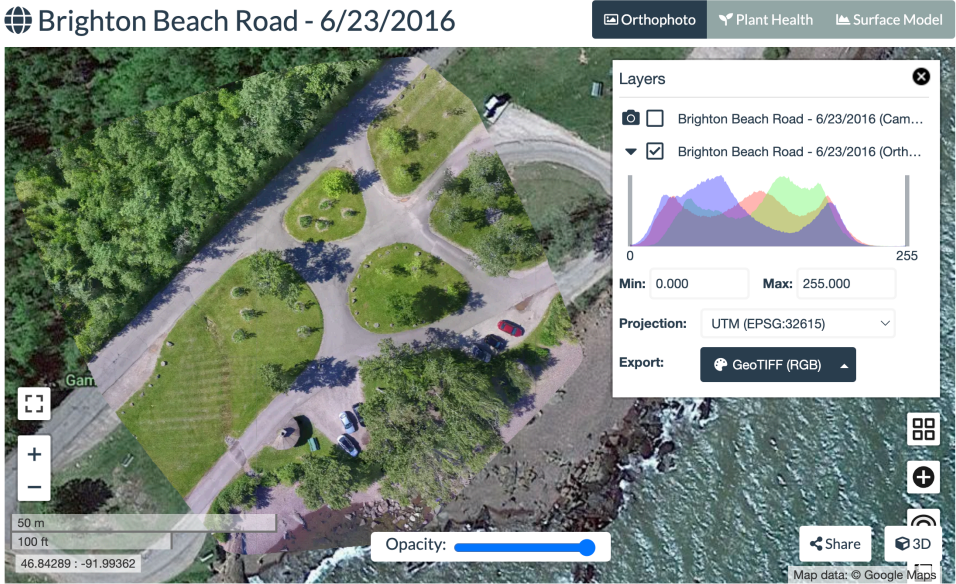 Brighton Beach Road - 6/23/2016
Orthophoto
Plant Health
Surface Model
Layers
Brighton Beach Road - 6/23/2016 (Cam...
Brighton Beach Road - 6/23/2016 (Orth...
0 255
Min: 0.000 Max: 255.000
Projection: UTM (EPSG:32615)
Export: GeoTIFF (RGB)
Gam
+
−
50 m
100 ft
46.84289 : -91.99362
Opacity:
Share
3D
Map data: © Google Maps